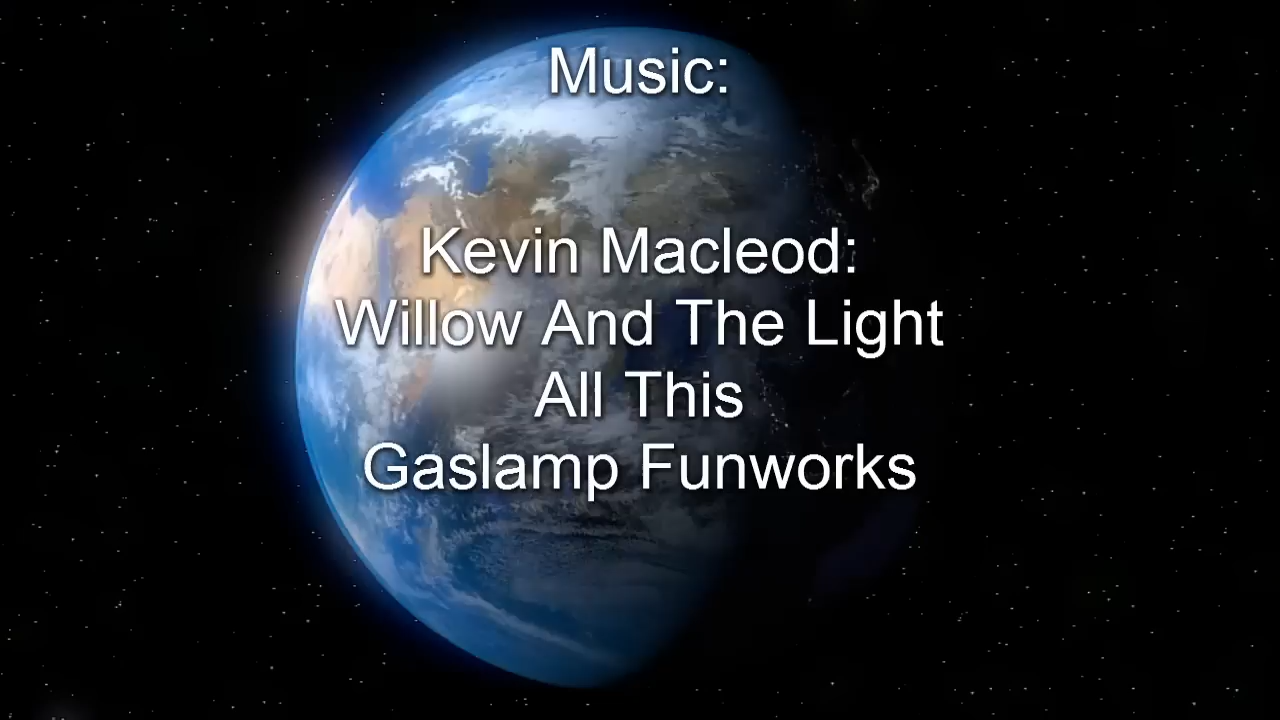 Music:
Kevin Macleod:
Willow And The Light
All This
Gaslamp Funworks